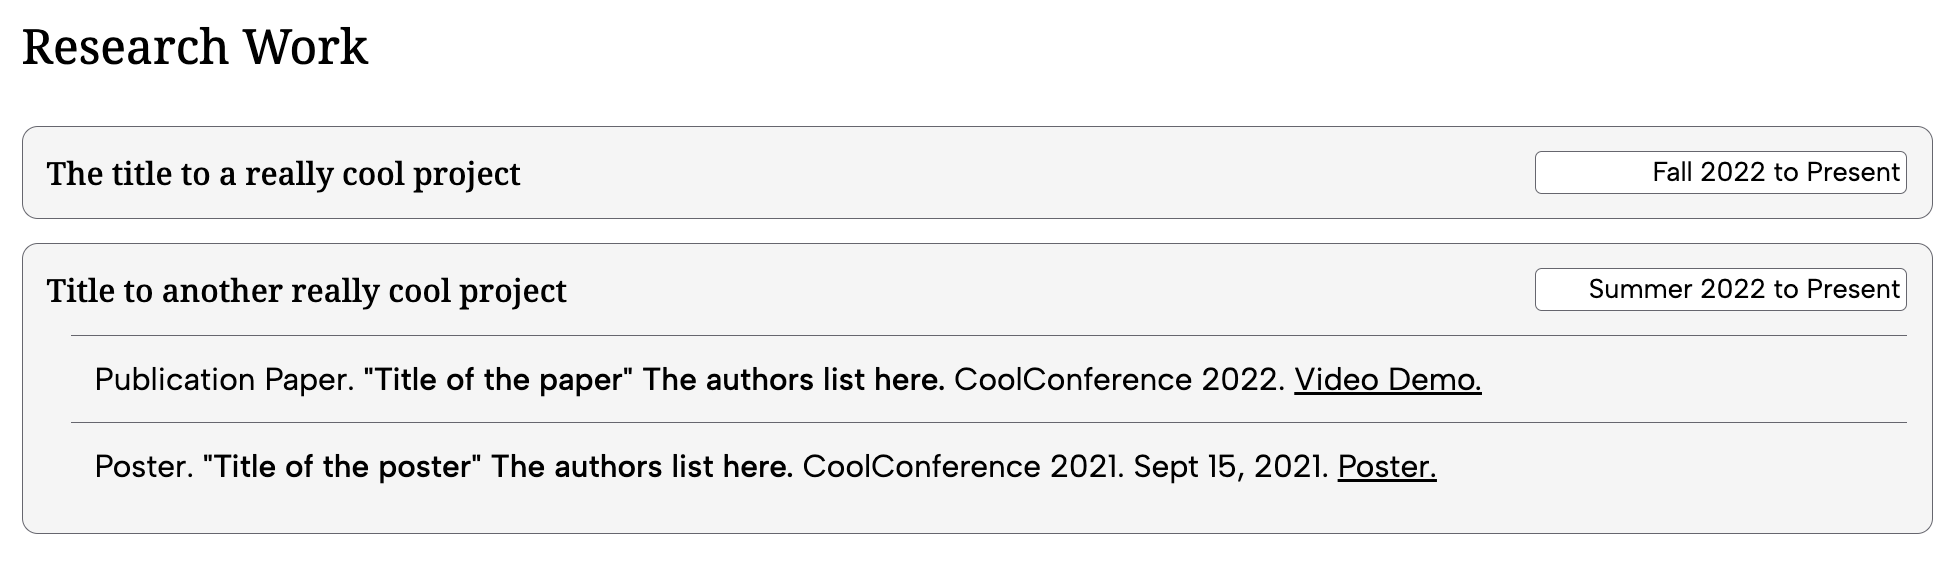 Research Work
The title to a really cool project
Fall 2022 to Present
Title to another really cool project
Summer 2022 to Present
Publication Paper. "Title of the paper" The authors list here. CoolConference 2022. Video Demo.
Poster. "Title of the poster" The authors list here. CoolConference 2021. Sept 15, 2021. Poster.